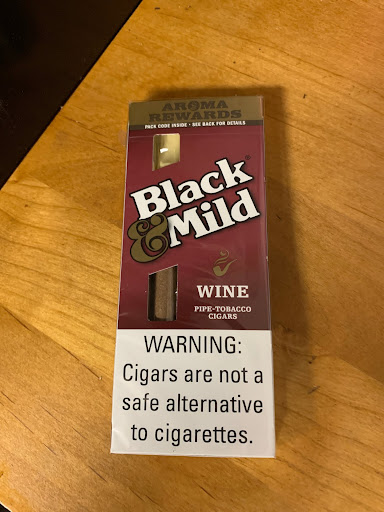 AROMA
REWARDS
PACK CODE INSIDE • SEE BACK FOR DETAILS
Black
& Mild®
WINE
PIPE-TOBACCO
CIGARS
WARNING:
Cigars are not a
safe alternative
to cigarettes.